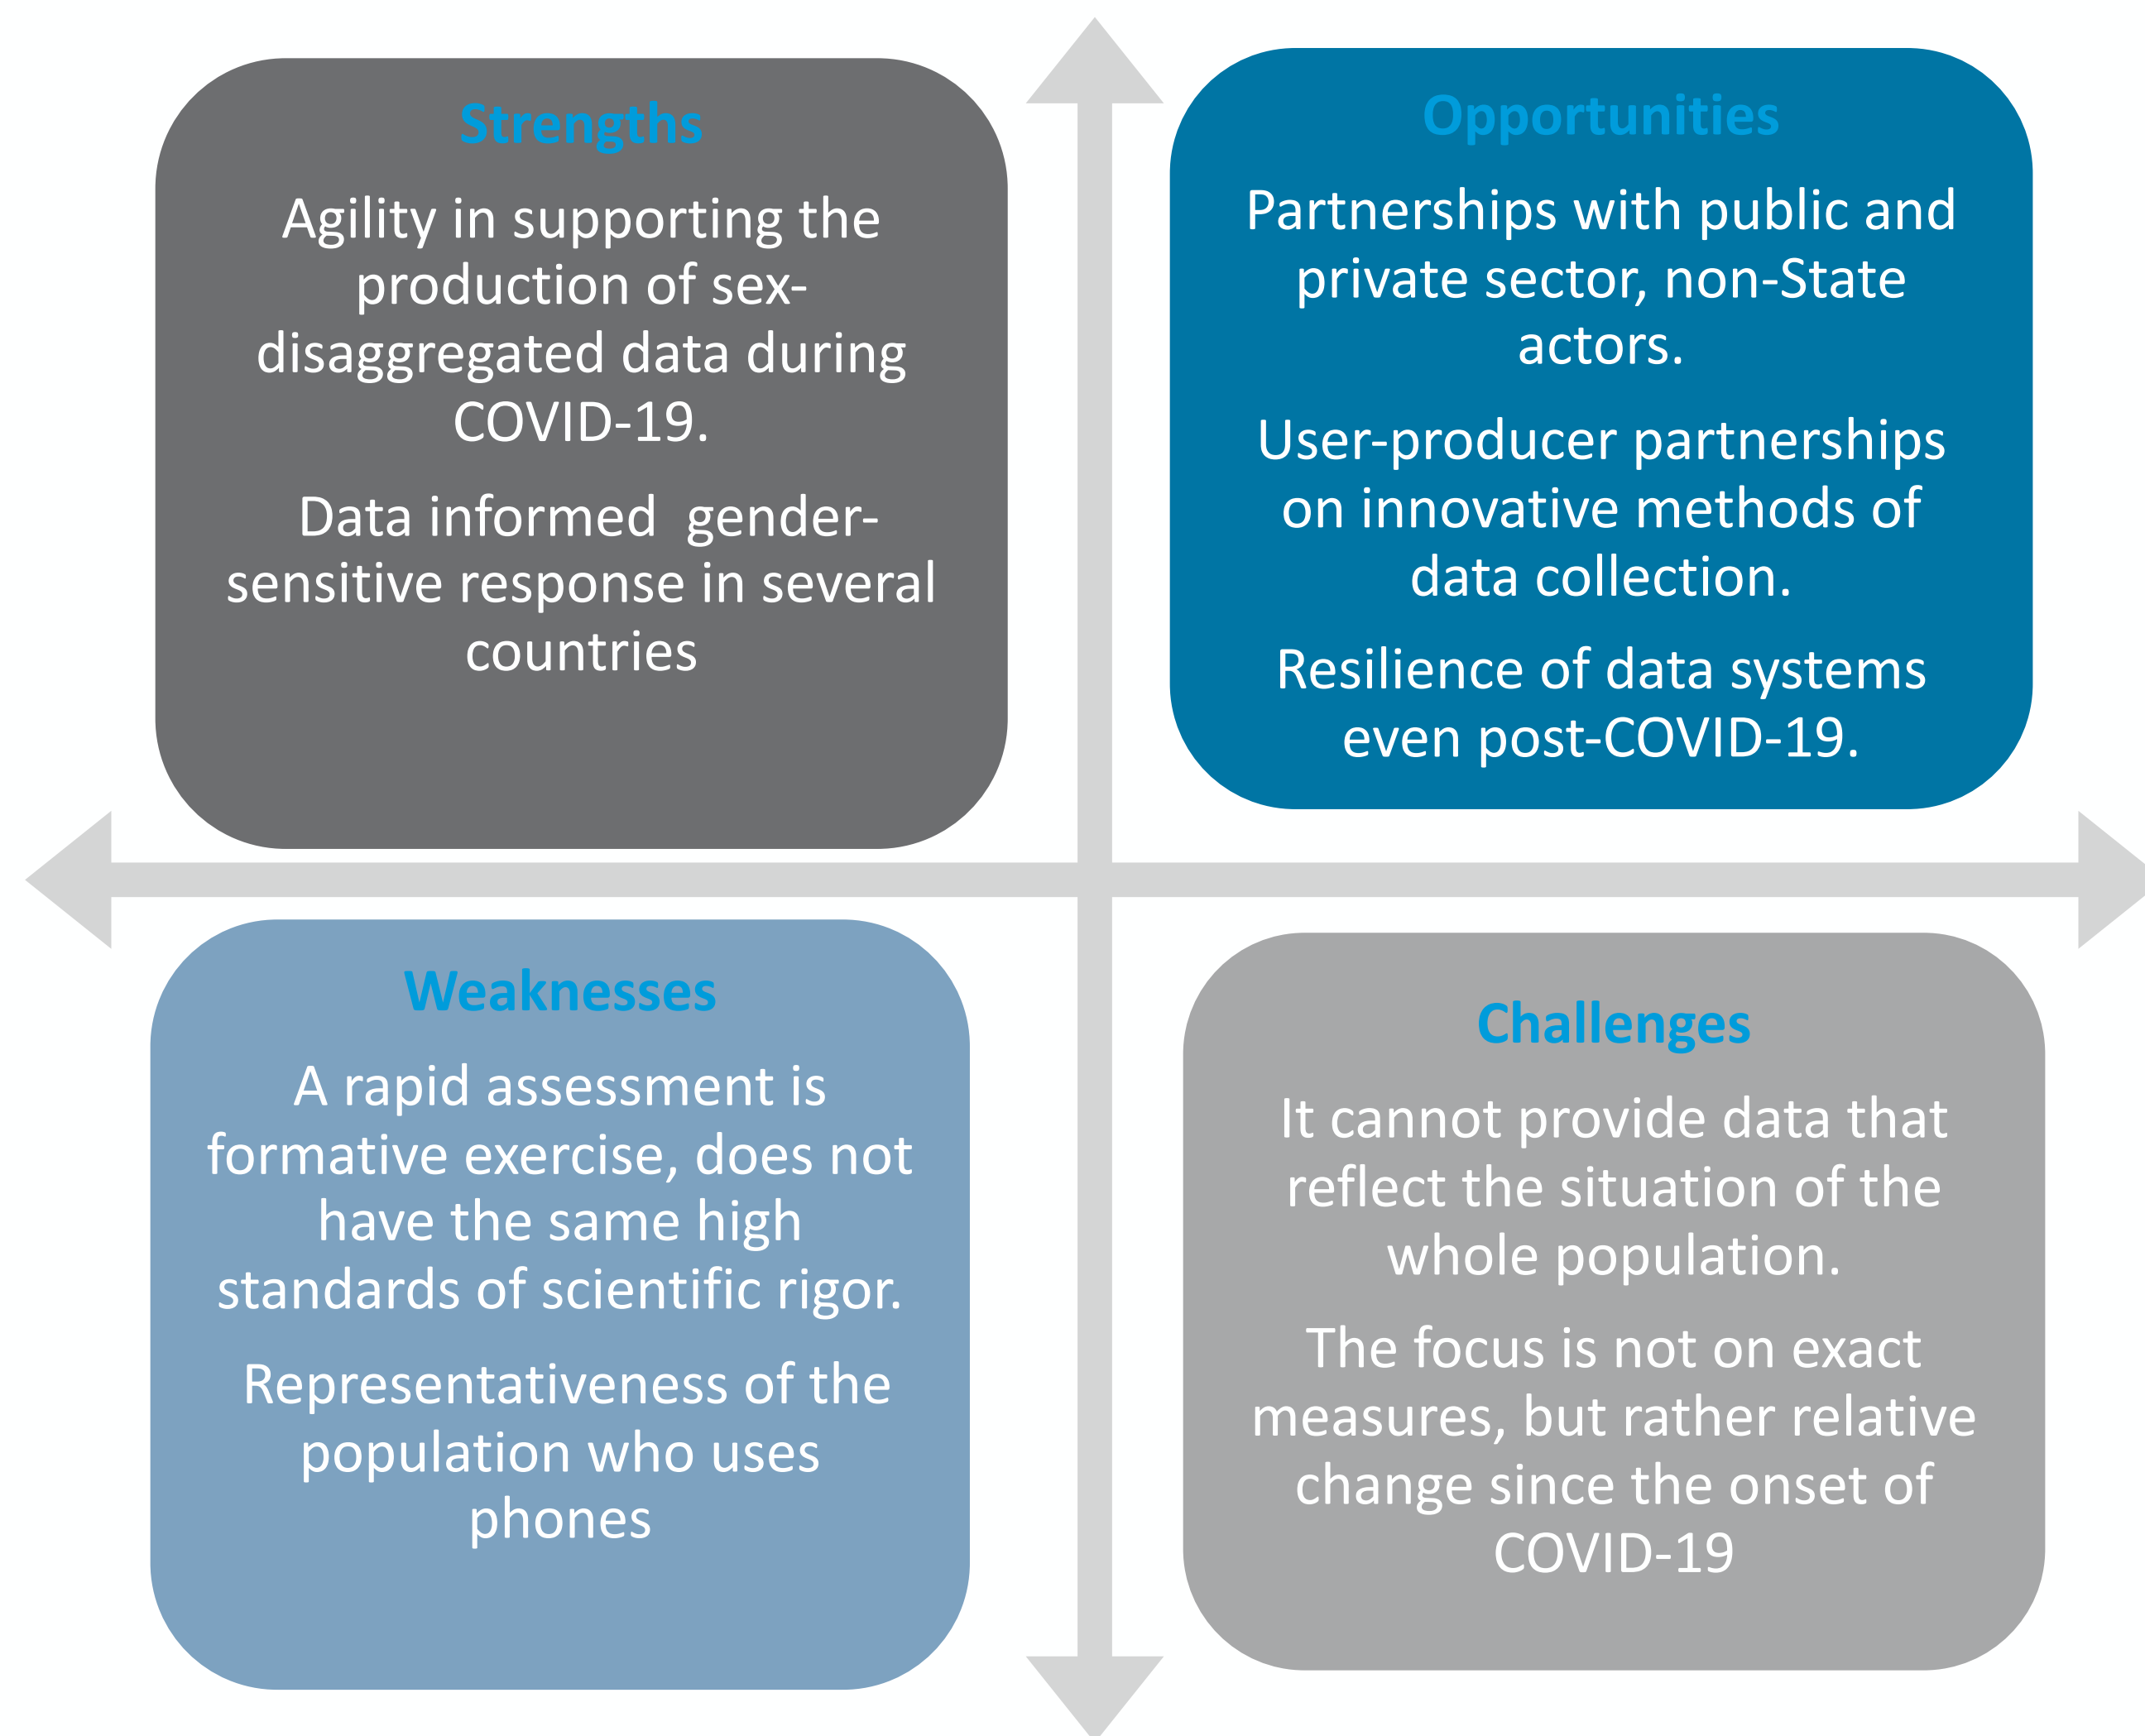 Strengths
Agility in supporting the
production of sex-
disaggregated data during
COVID-19.
Data informed  gender-
sensitive response in several
countries
Opportunities
Partnerships with public and
private sector, non-State
actors.
User-producer partnerships
on innovative methods of
data collection.
Resilience of data systems
even post-COVID-19.
Weaknesses
A rapid assessment is
formative exercise, does not
have the same high
standards of scientific rigor.
Representativeness of the
population who uses
phones
Challenges
It cannot provide data that
reflect the situation of the
whole population.
The focus is not on exact
measures, but rather relative
change since the onset of
COVID-19